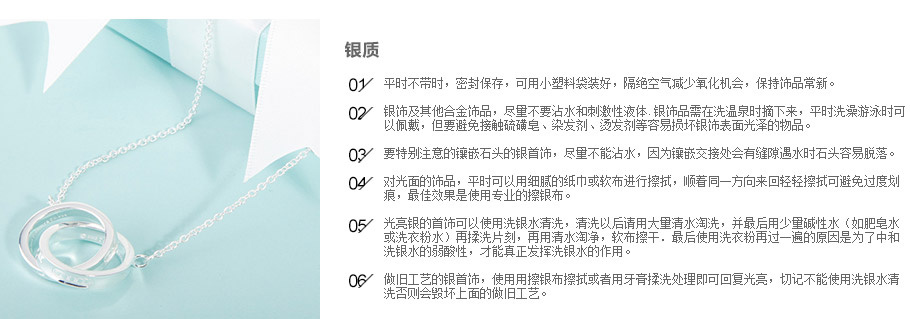 银质
01 平时不带时，密封保存，可用小塑料袋装好，隔绝空气减少氧化机会，保持饰品常新。
02 银饰及其他合金饰品，尽量不要沾水和刺激性液体.银饰品需在洗温泉时摘下来，平时洗澡游泳时可
以佩戴，但要避免接触硫磺皂、染发剂、烫发剂等容易损坏银饰表面光泽的物品。
03 要特别注意的镶嵌石头的银首饰，尽量不能沾水，因为镶嵌交接处会有缝隙遇水时石头容易脱落。
04 对光面的饰品，平时可以用细腻的纸巾或软布进行擦拭，顺着同一方向来回轻轻擦拭可避免过度划
痕，最佳效果是使用专业的擦银布。
05 光亮银的首饰可以使用洗银水清洗，清洗以后请用大量清水淘洗，并最后用少量碱性水（如肥皂水
或洗衣粉水）再揉洗片刻，再用清水淘净，软布擦干．最后使用洗衣粉再过一遍的原因是为了中和
洗银水的弱酸性，才能真正发挥洗银水的作用。
06 做旧工艺的银首饰，使用用擦银布擦拭或者用牙膏揉洗处理即可回复光亮，切记不能使用洗银水清
洗否则会毁坏上面的做旧工艺。